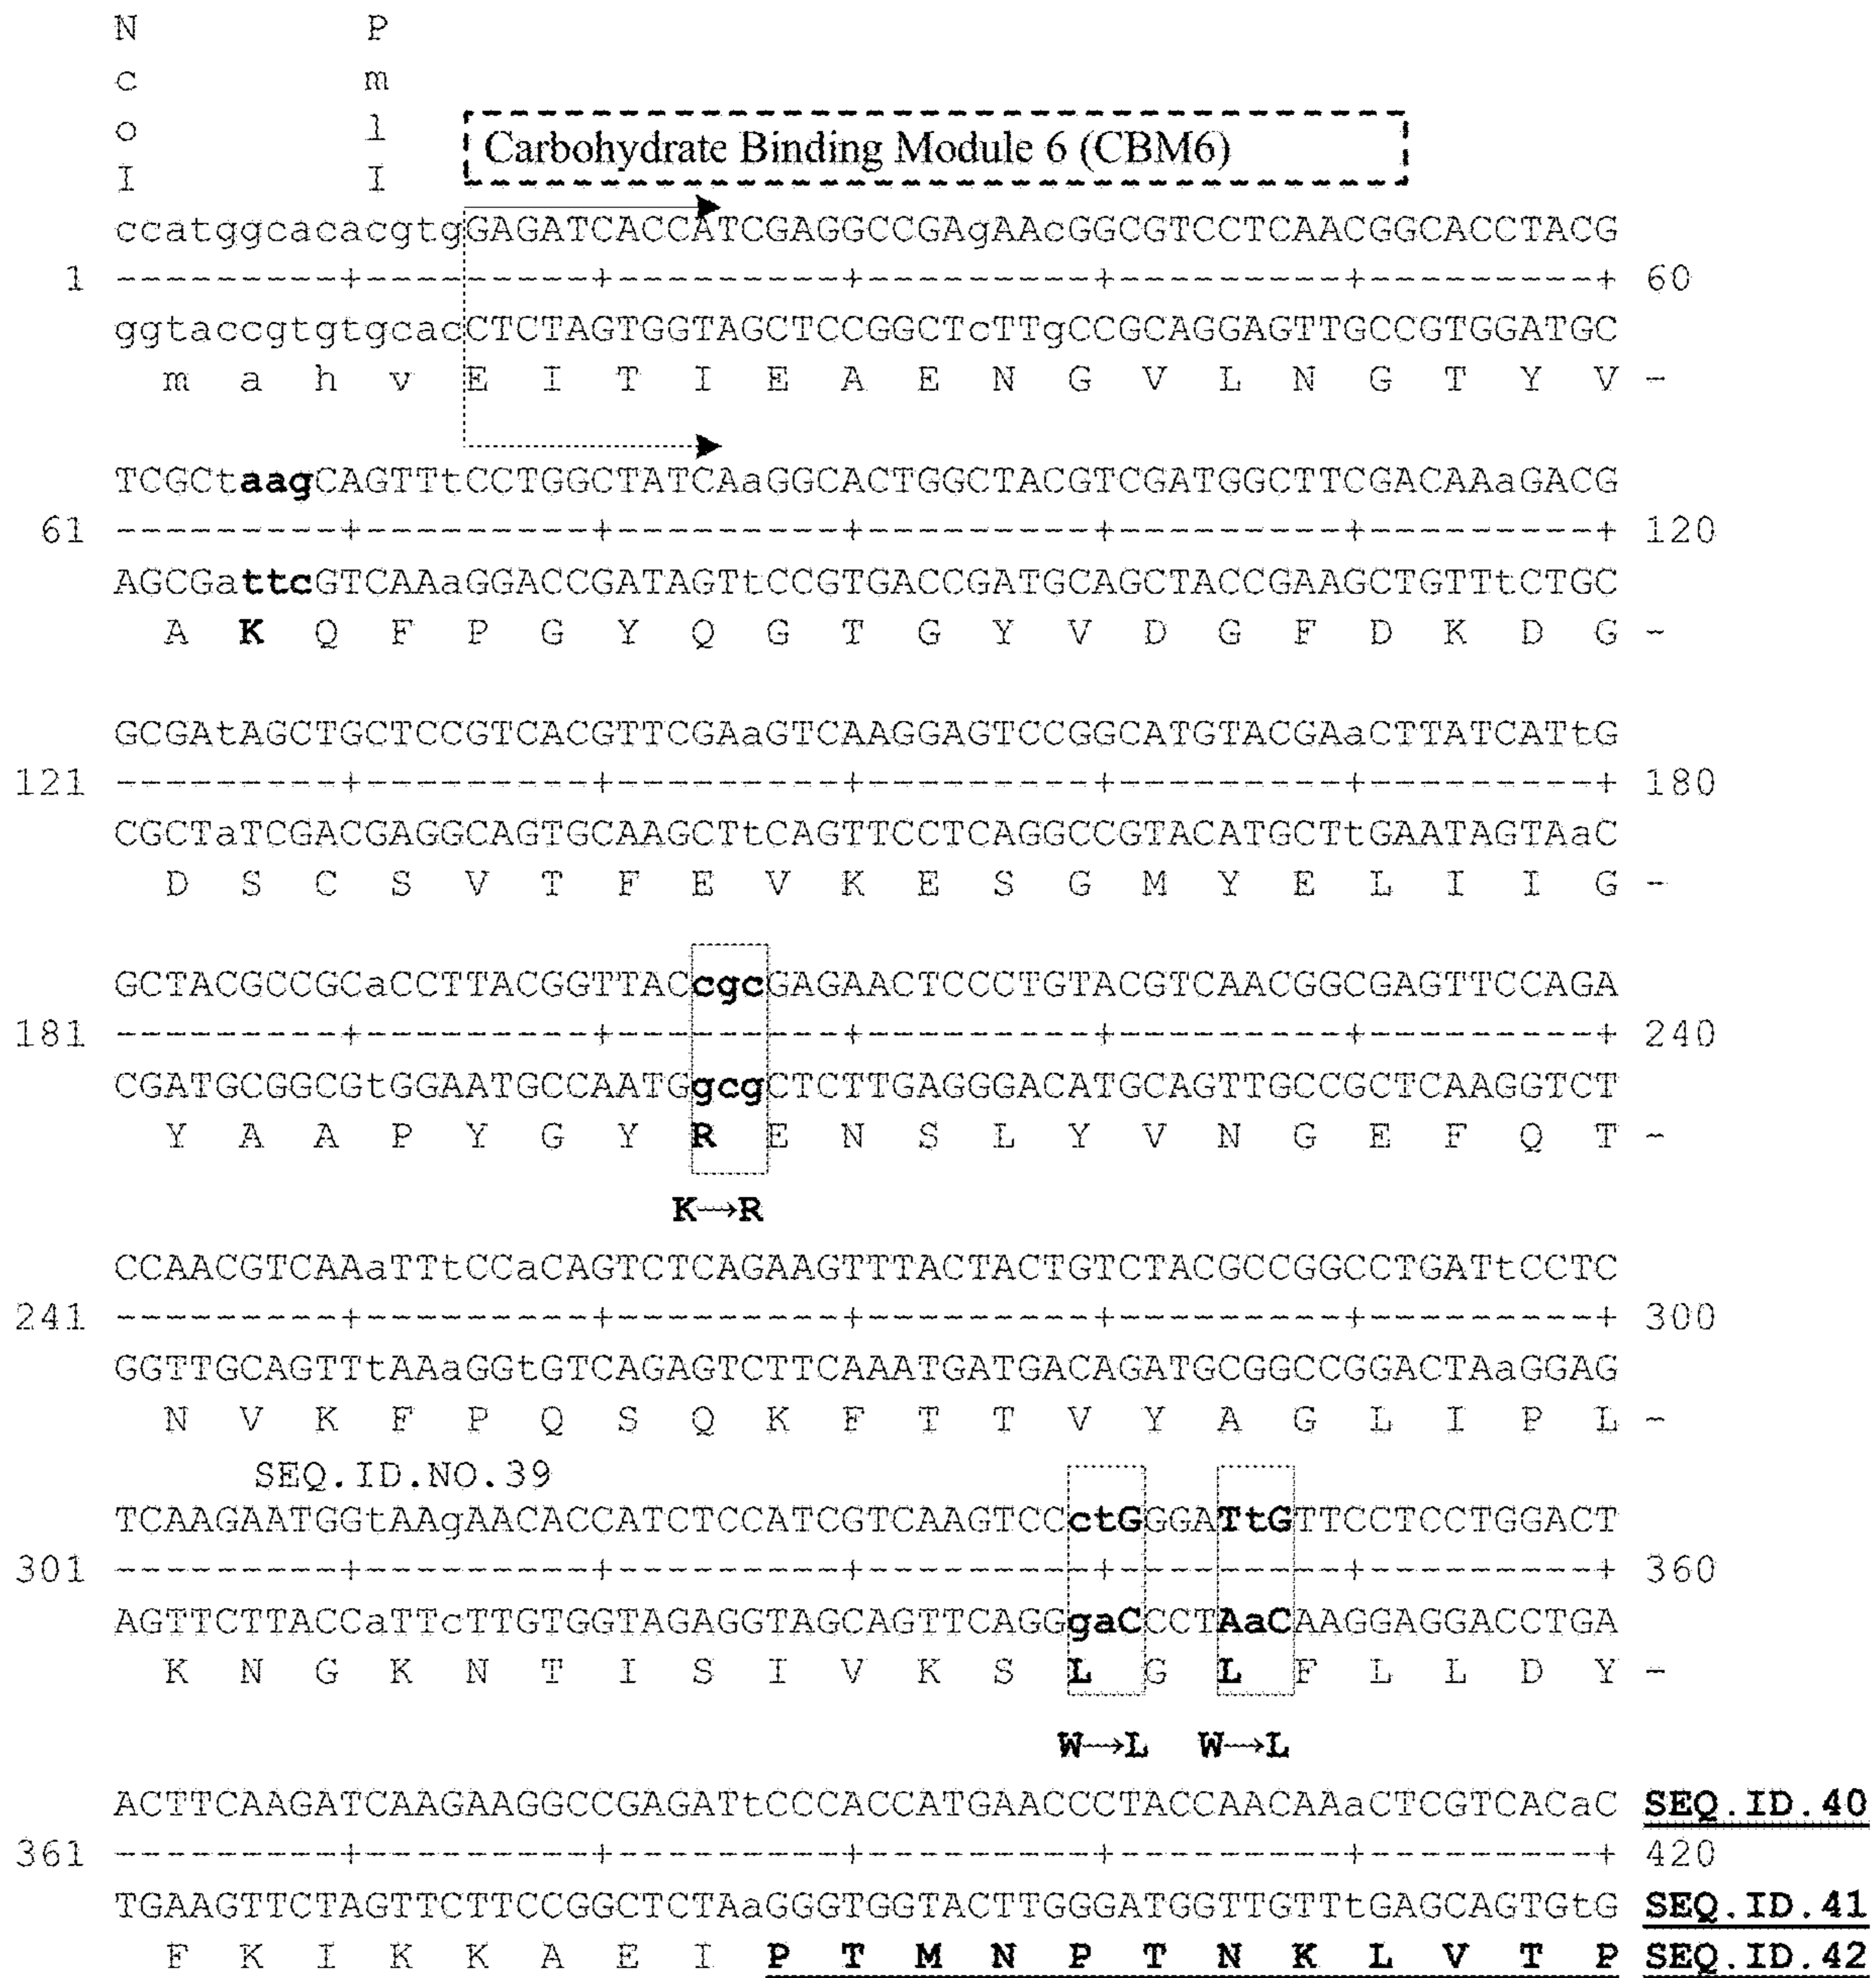 N P
c m
o l
I I
Carbohydrate Binding Module 6 (CBM6)
ccatggcacacgtgGAGATCACCATCGAGGCCGAgAAcGGCGTCCTCAACGGCACCTACG
1 ---------+---------+---------+---------+---------+---------+ 60
ggtaccgtgtgcacCTCTAGTGGTAGCTCCGGCTcTTgCCGCAGGAGTTGCCGTGGATGC
m a h v E I T I E A E N G V L N G T Y V -
TCGCtaagCAGTTtCCTGGCTATCAaGGCACTGGCTACGTCGATGGCTTCGACAAaGACG
61 ---------+---------+---------+---------+---------+---------+ 120
AGCGattcGTCAAaGGACCGATAGTtCCGTGACCGATGCAGCTACCGAAGCTGTTtCTGC
A K Q F P G Y Q G T G Y V D G F D K D G -
GCGAtAGCTGCTCCGTCACGTTCGAaGTCAAGGAGTCCGGCATGTACGAaCTTATCATtG
121 ---------+---------+---------+---------+---------+---------+ 180
CGCTaTCGACGAGGCAGTGCAAGCTtCAGTTCCTCAGGCCGTACATGCTtGAATAGTAaC
D S C S V T F E V K E S G M Y E L I I G -
GCTACGCCGCaCCTTACGGTTACcgcGAGAACTCCCTGTACGTCAACGGCGAGTTCCAGA
181 ---------+---------+---------+---------+---------+---------+ 240
CGATGCGGCGtGGAATGCCAATGgcgCTCTTGAGGGACATGCAGTTGCCGCTCAAGGTCT
Y A A P Y G Y R E N S L Y V N G E F Q T -
K→R
CCAACGTCAAaTTtCCaCAGTCTCAGAAGTTTACTACTGTCTACGCCGGCCTGATtCCTC
241 ---------+---------+---------+---------+---------+---------+ 300
GGTTGCAGTTtAAaGGtGTCAGAGTCTTCAAATGATGACAGATGCGGCCGGACTAaGGAG
N V K F P Q S Q K F T T V Y A G L I P L -
SEQ.ID.NO.39
TCAAGAATGGtAAgAACACCATCTCCATCGTCAAGTCCctGGGATtGTTCCTCCTGGACT
301 ---------+---------+---------+---------+---------+---------+ 360
AGTTCTTACCaTTcTTGTGGTAGAGGTAGCAGTTCAGGgaCCCTAaCAAGGAGGACCTGA
K N G K N T I S I V K S L G L F L L D Y -
W→L W→L
ACTTCAAGATCAAGAAGGCCGAGATtCCCACCATGAACCCTACCAACAAaCTCGTCACaC SEQ.ID.40
361 ---------+---------+---------+---------+---------+---------+ 420
TGAAGTTCTAGTTCTTCCGGCTCTAaGGGTGGTACTTGGGATGGTTGTTtGAGCAGTGtG SEQ.ID.41
F K I K K A E I P T M N P T N K L V T P SEQ.ID.42